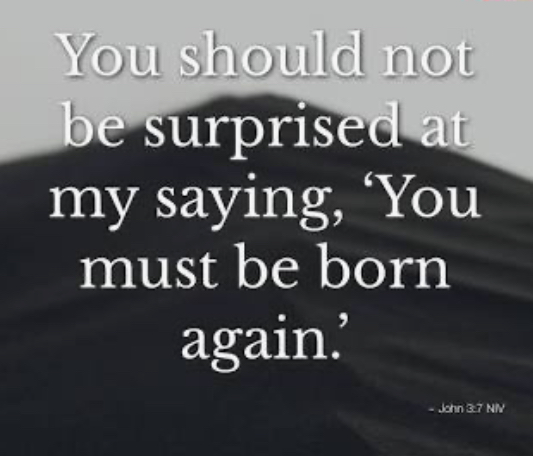 You should not
be surprised at
my saying, ‘You
must be born
again.’
- John 3:7 NIV